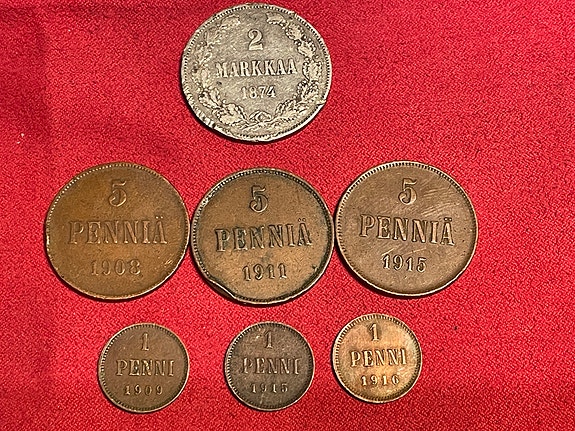 2
MARKKAA
1874
5
PENNIÄ
1908
5
PENNIÄ
1911
5
PENNIÄ
1915
1
PENNI
1909
1
PENNI
1915
1
PENNI
1916